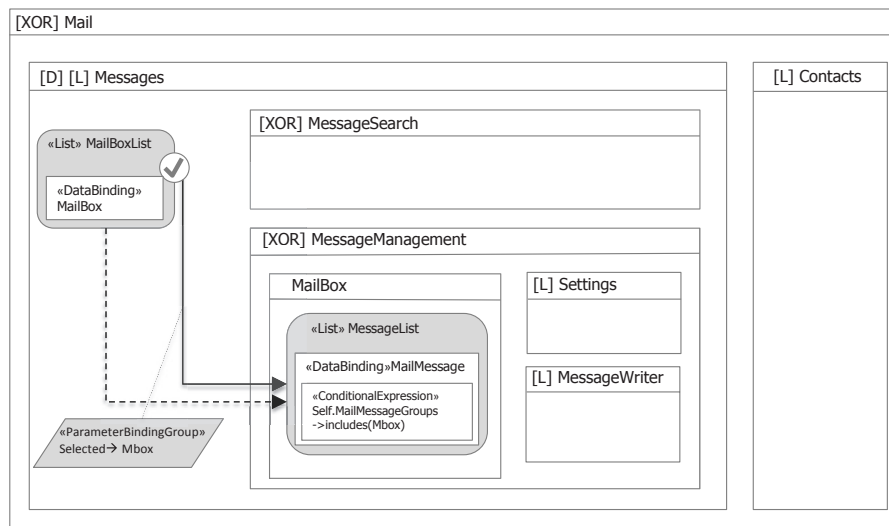 [XOR] Mail
[D] [L] Messages
[L] Contacts
«List» MailBoxList
«DataBinding»
MailBox
[XOR] MessageSearch
[XOR] MessageManagement
MailBox
«List» MessageList
«DataBinding»MailMessage
«ConditionalExpression»
Self.MailMessageGroups
->includes(Mbox)
[L] Settings
[L] MessageWriter
«ParameterBindingGroup»
Selected→ Mbox